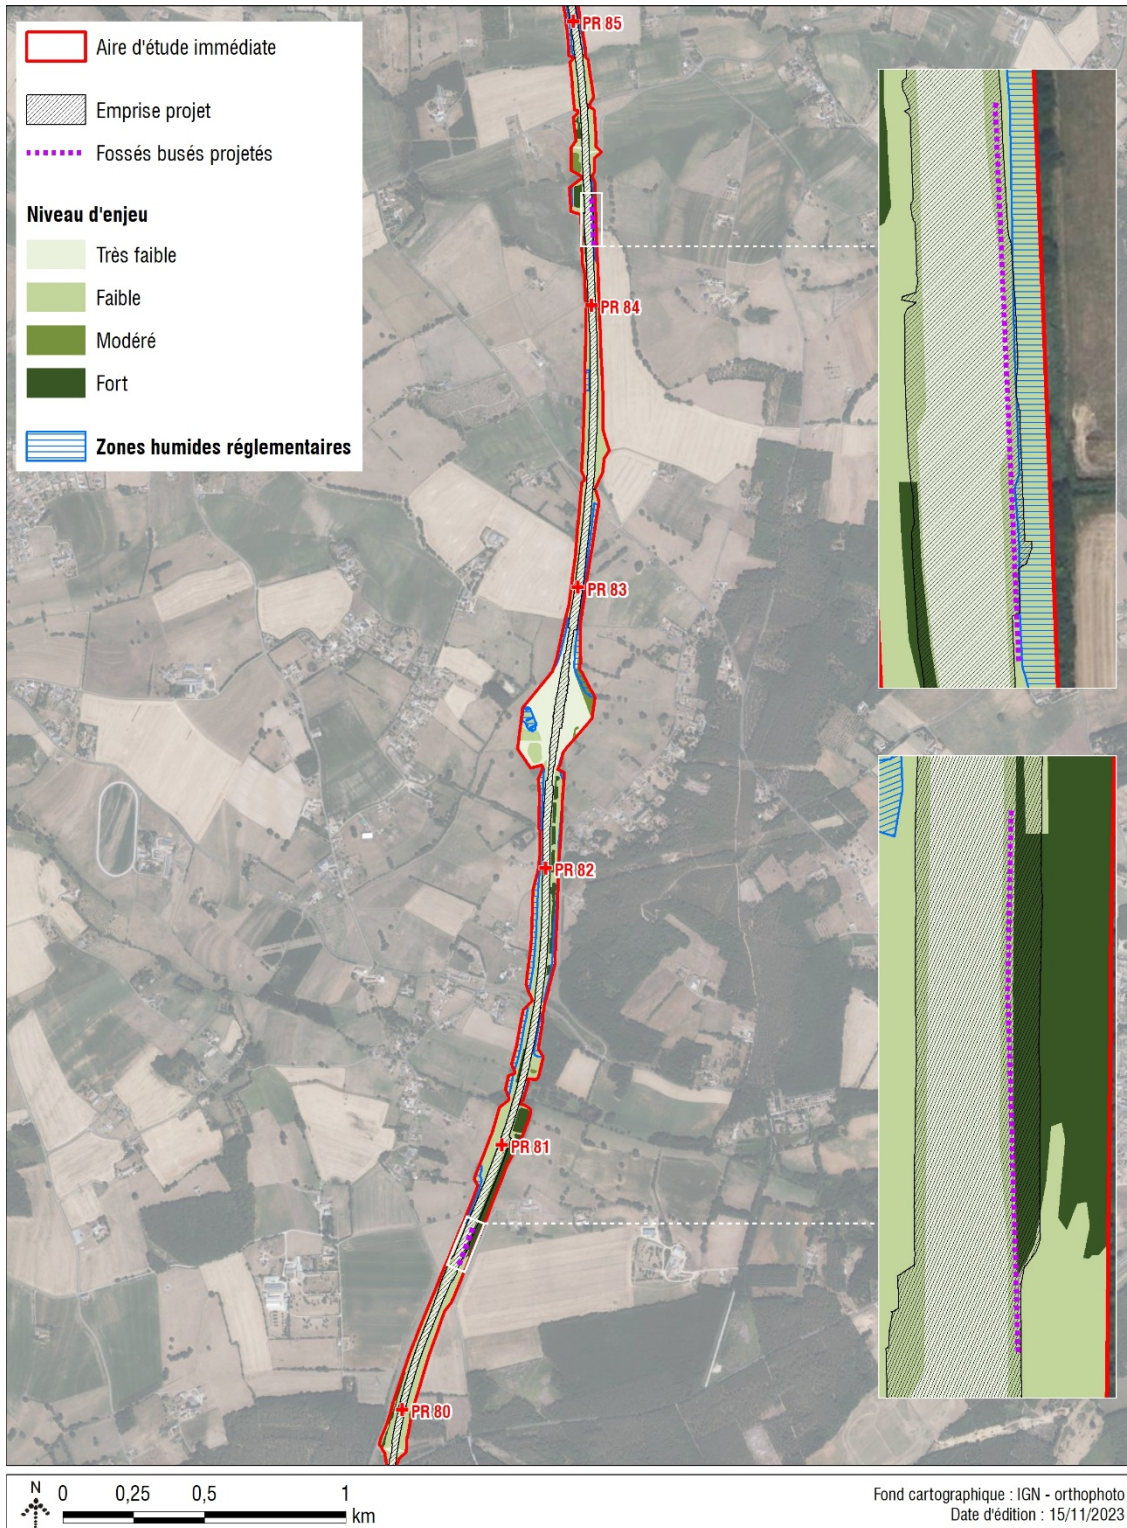 Aire d'étude immédiate
Emprise projet
Fossés busés projetés
Niveau d'enjeu
Très faible
Faible
Modéré
Fort
Zones humides réglementaires
PR 85
PR 84
PR 83
PR 82
PR 81
PR 80
N
0 0,25 0,5 1
km
Fond cartographique : IGN - orthophoto
Date d'édition : 15/11/2023